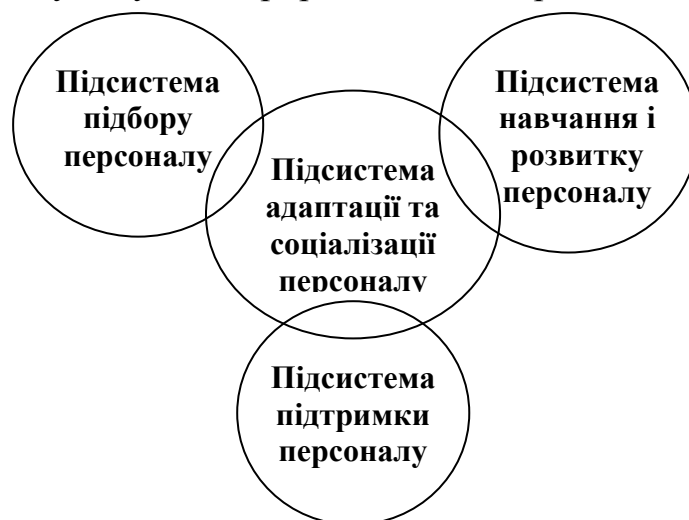 Підсистема
підбору
персоналу
Підсистема
адаптації та
соціалізації
персоналу
Підсистема
навчання і
розвитку
персоналу
Підсистема
підтримки
персоналу